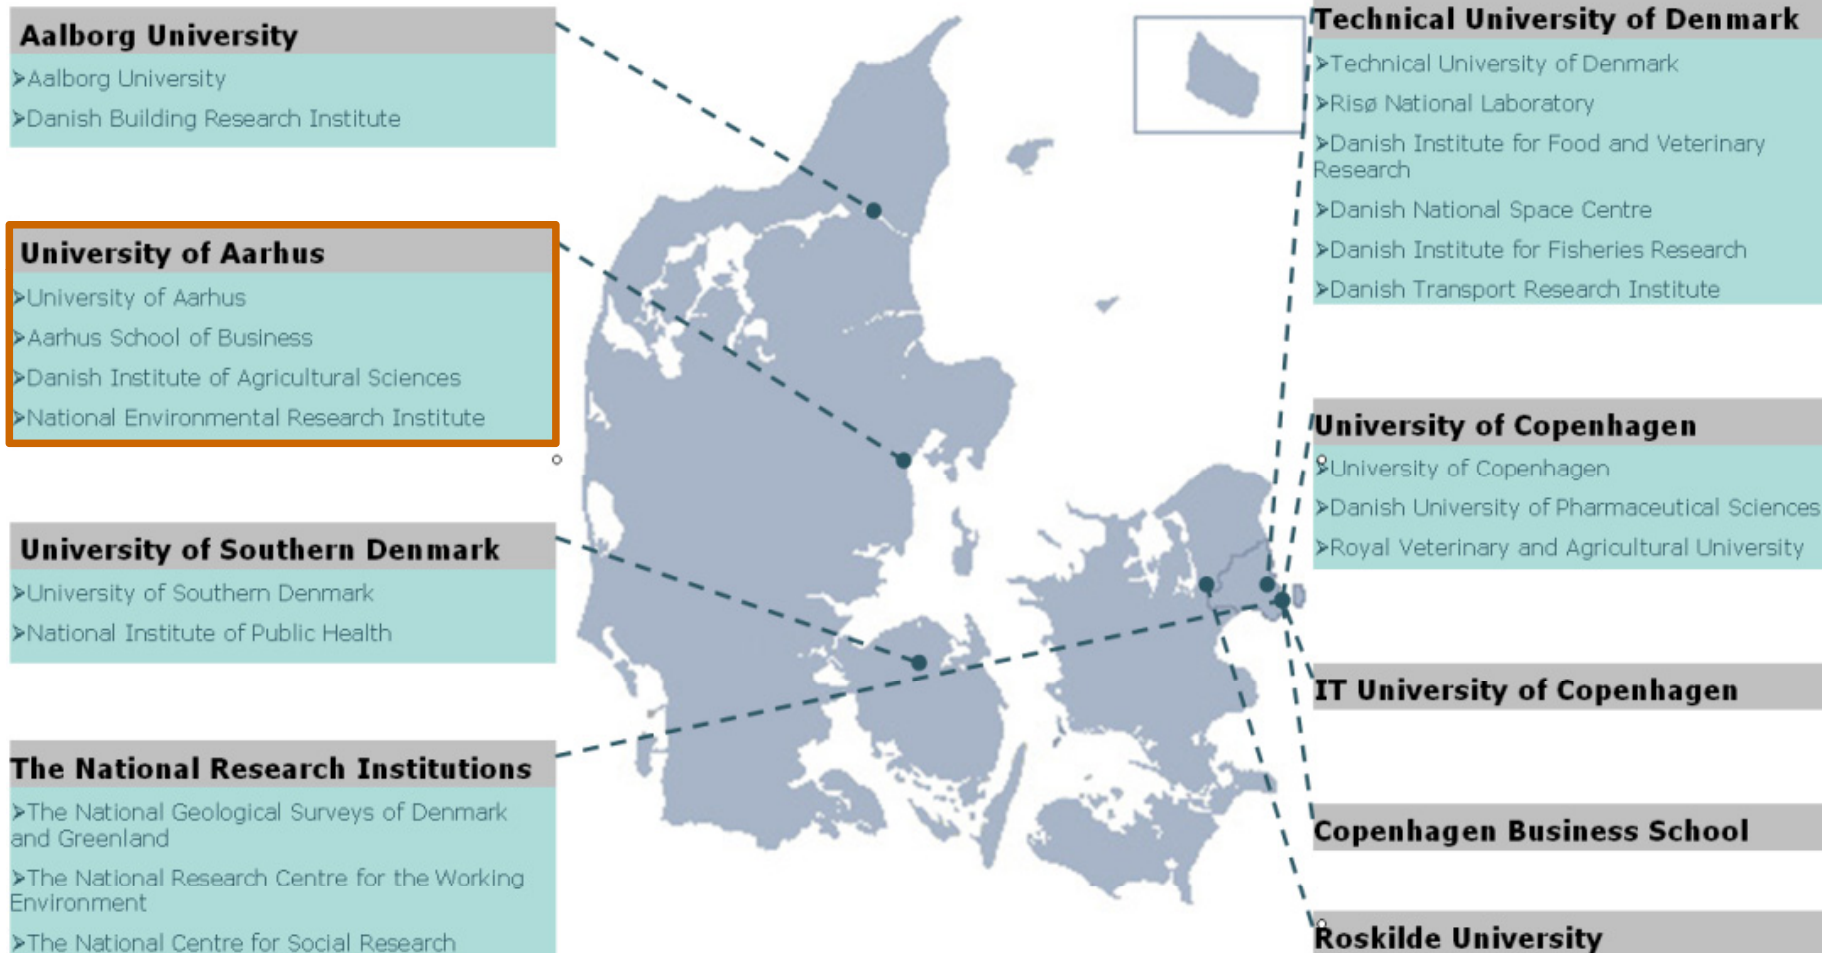 Aalborg University
➢Aalborg University
➢Danish Building Research Institute
University of Aarhus
➢University of Aarhus
➢Aarhus School of Business
➢Danish Institute of Agricultural Sciences
➢National Environmental Research Institute
University of Southern Denmark
➢University of Southern Denmark
➢National Institute of Public Health
The National Research Institutions
➢The National Geological Surveys of Denmark
and Greenland
➢The National Research Centre for the Working
Environment
➢The National Centre for Social Research
Technical University of Denmark
➢Technical University of Denmark
➢Risø National Laboratory
➢Danish Institute for Food and Veterinary
Research
➢Danish National Space Centre
➢Danish Institute for Fisheries Research
➢Danish Transport Research Institute
University of Copenhagen
➢University of Copenhagen
➢Danish University of Pharmaceutical Sciences
➢Royal Veterinary and Agricultural University
IT University of Copenhagen
Copenhagen Business School
Roskilde University